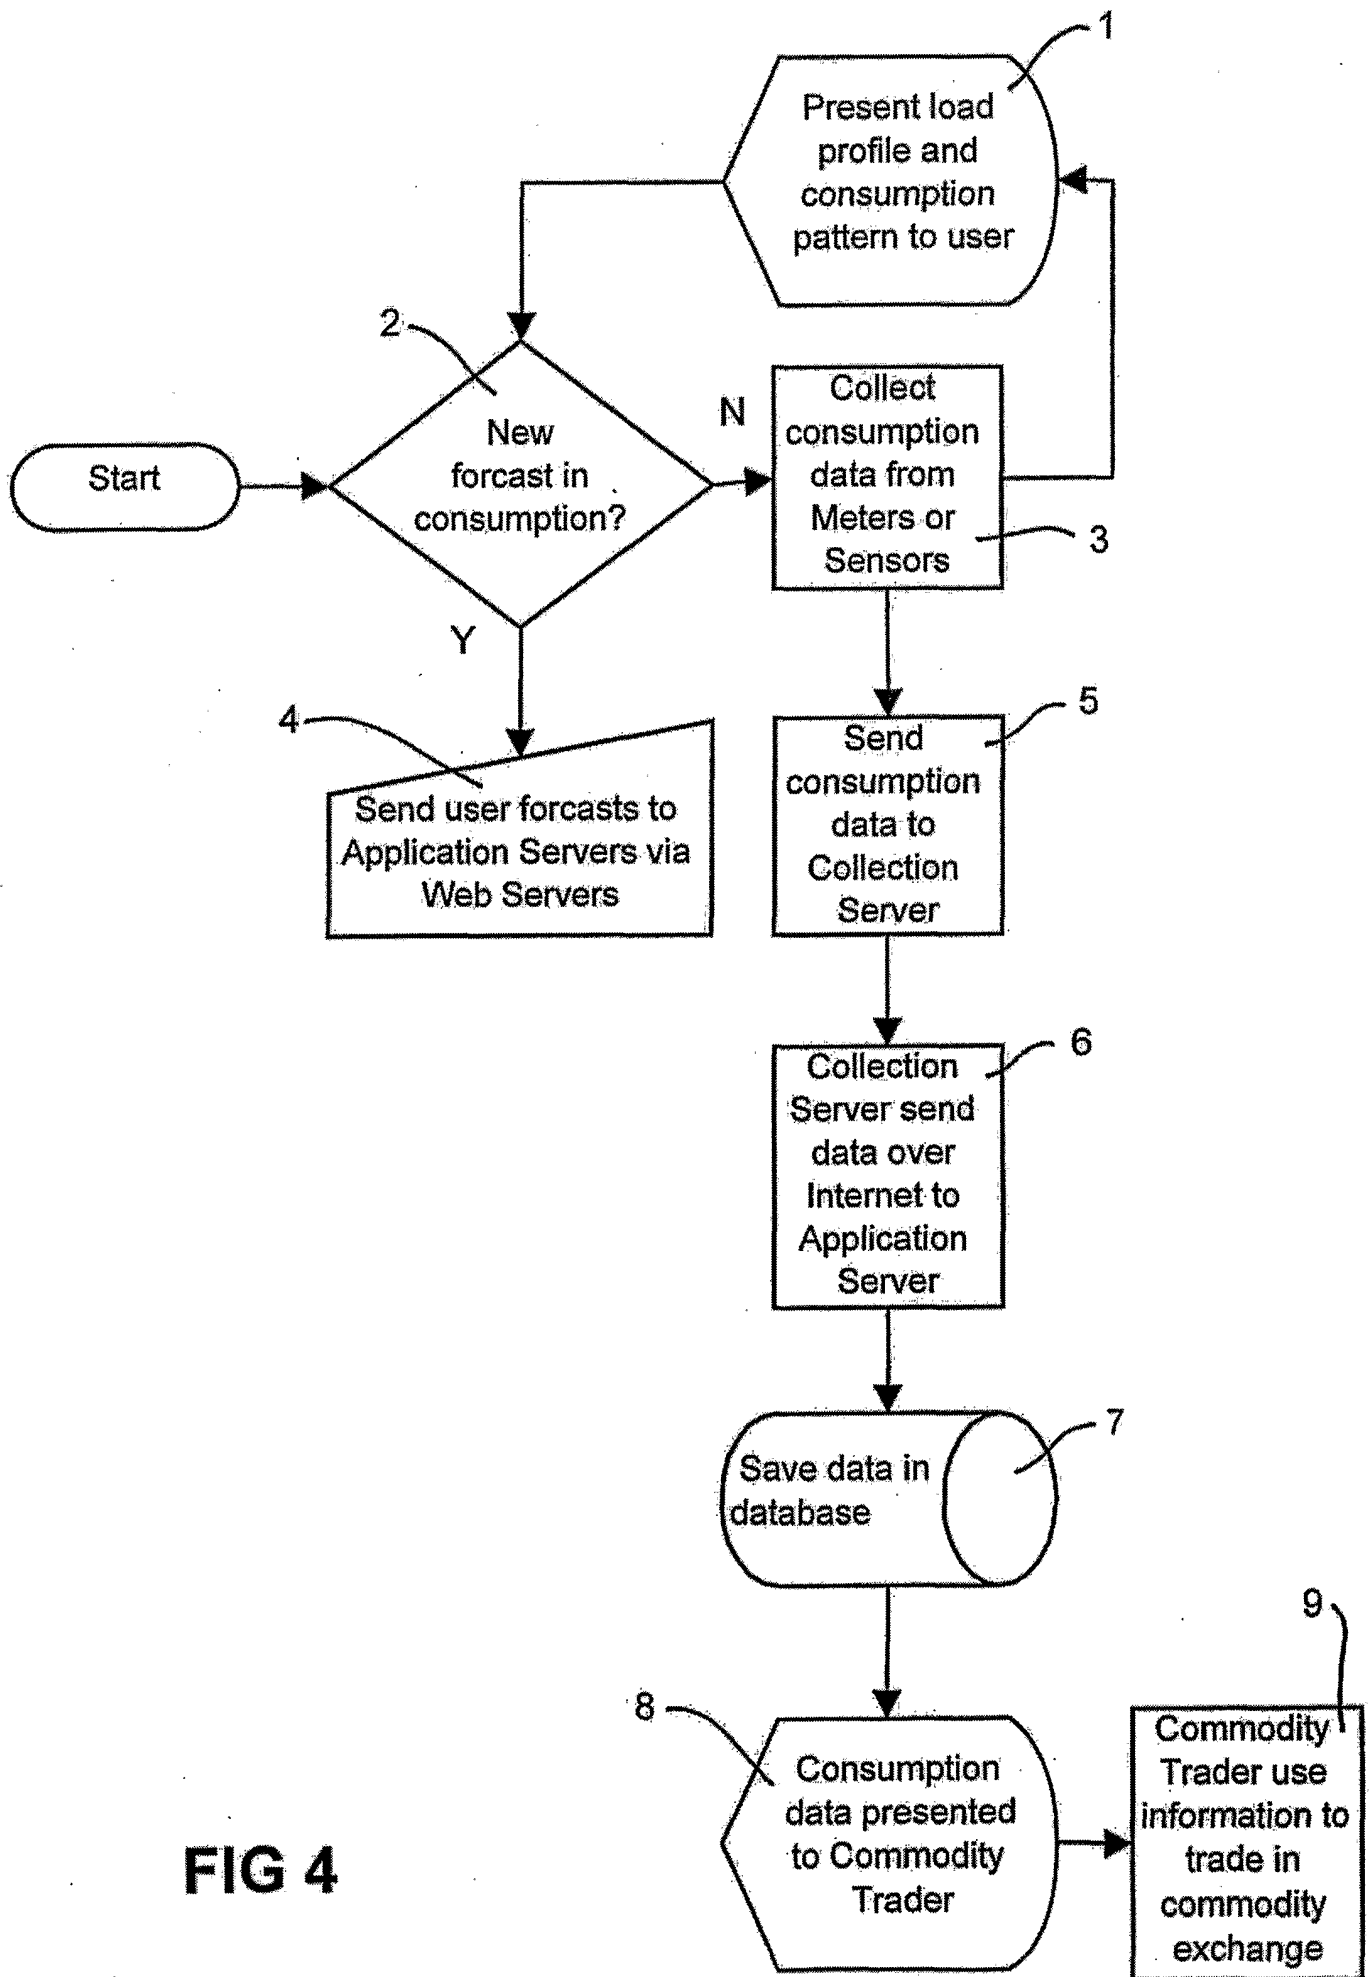 1
Present load
profile and
consumption
pattern to user
2
New
forcast in
consumption?
N
Collect
consumption
data from
Meters or
Sensors
3
Start
Y
4
Send user forcasts to
Application Servers via
Web Servers
5
Send
consumption
data to
Collection
Server
6
Collection
Server send
data over
Internet to
Application
Server
7
Save data in
database
8
Consumption
data presented
to Commodity
Trader
9
Commodity
Trader use
information to
trade in
commodity
exchange
FIG 4